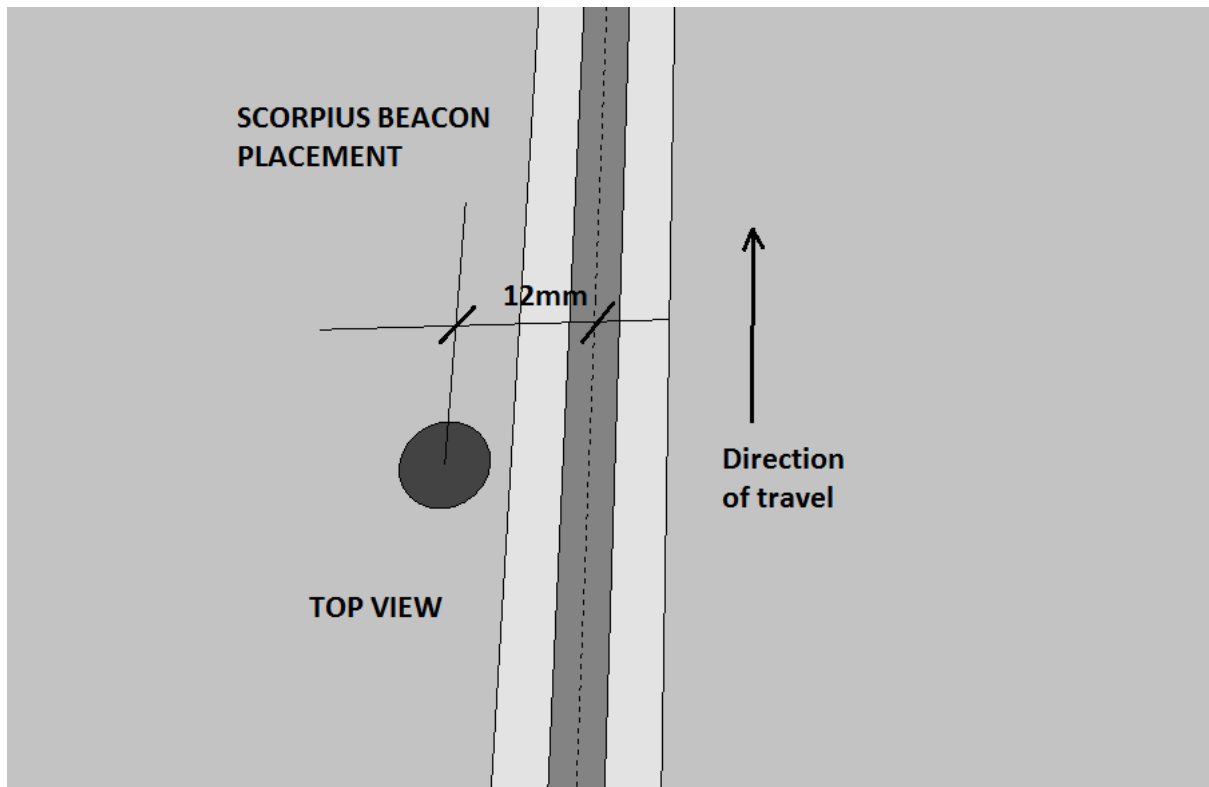 SCORPIUS BEACON
PLACEMENT
12mm
Direction
of travel
TOP VIEW